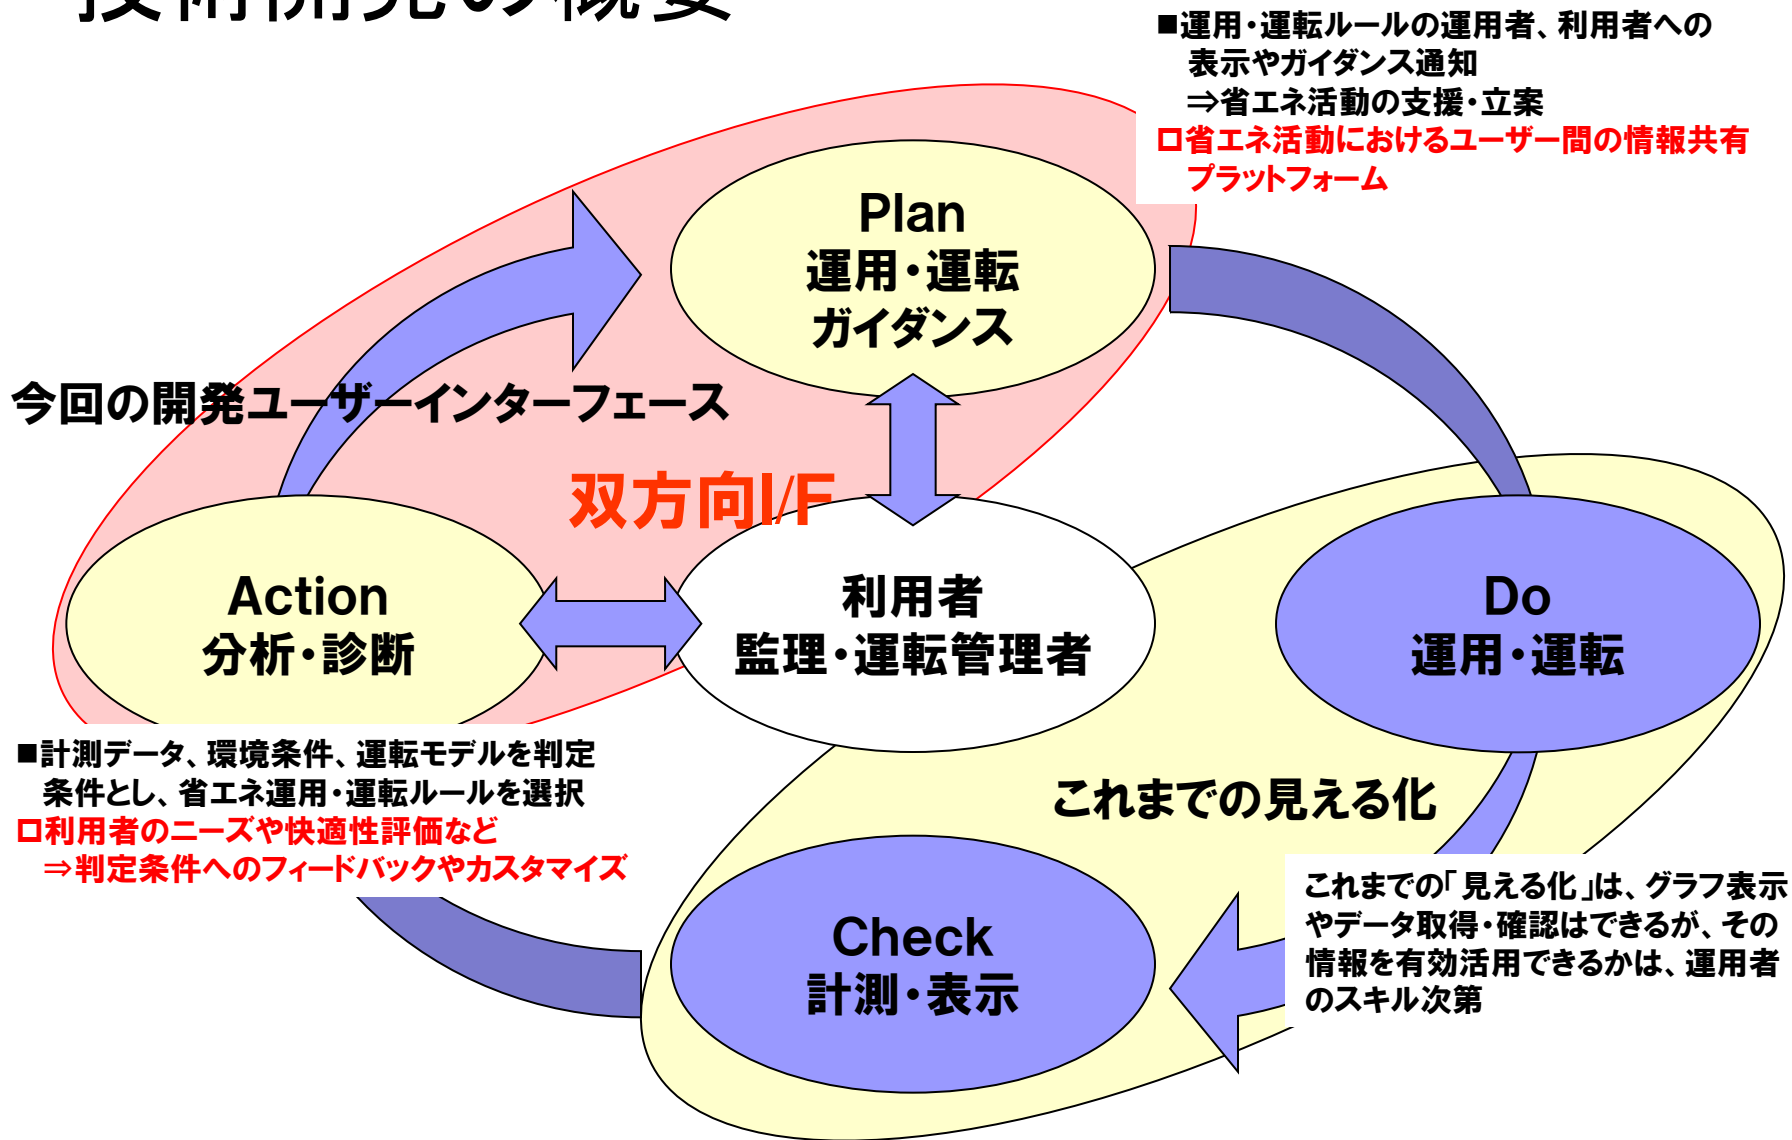 技術開発の概要
■運用・運転ルールの運用者、利用者への
表示やガイダンス通知
⇒省エネ活動の支援・立案
□省エネ活動におけるユーザー間の情報共有
プラットフォーム
Plan
運用・運転
ガイダンス
今回の開発ユーザーインターフェース
双方向I/F
Action
分析・診断
利用者
監理・運転管理者
Do
運用・運転
■計測データ、環境条件、運転モデルを判定
条件とし、省エネ運用・運転ルールを選択
□利用者のニーズや快適性評価など
⇒判定条件へのフィードバックやカスタマイズ
これまでの見える化
Check
計測・表示
これまでの「見える化」は、グラフ表示
やデータ取得・確認はできるが、その
情報を有効活用できるかは、運用者
のスキル次第